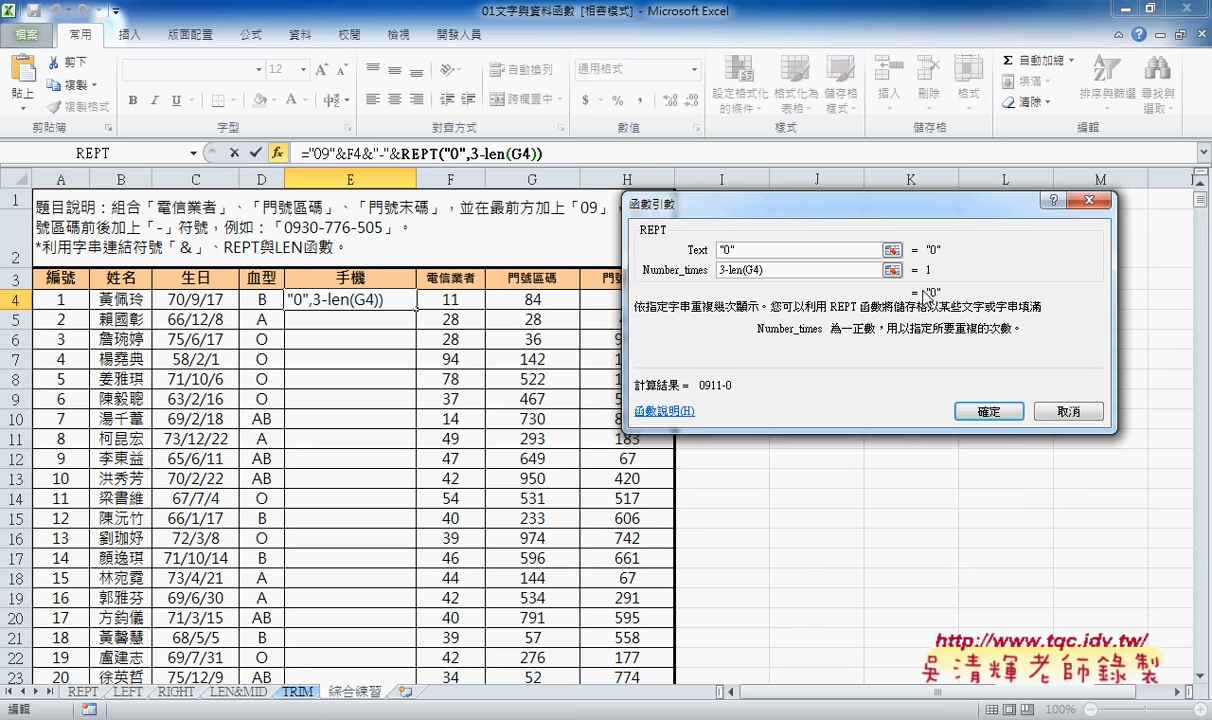 01文字與資料函數 [相容模式] - Microsoft Excel
檔案 常用 插入 版面配置 公式 資料 校閱 檢視 開發人員
貼上 剪下 複製 複製格式 剪貼簿
12 B I U 字型
自動換列 跨欄置中 對齊方式
通用格式 $ % , 數值
設定格式化的條件 格式化為表格 儲存格樣式 樣式
插入 刪除 格式 儲存格
Σ 自動加總 填滿 清除 排序與篩選 尋找與選取 編輯
REPT ="09"&F4&"-"&REPT("0",3-len(G4))
A B C D E F G H I J K L M
1 題目說明：組合「電信業者」、「門號區碼」、「門號末碼」，並在最前方加上「09」，
號區碼前後加上「-」符號，例如：「0930-776-505」。
2 *利用字串連結符號「&」、REPT與LEN函數。
3 編號 姓名 生日 血型 手機 電信業者 門號區碼
4 1 黃佩玲 70/9/17 B "0",3-len(G4)) 11 84
5 2 賴國彰 66/12/8 A 28 28
6 3 詹琬婷 66/7/15 O 28 36
7 4 楊堯典 58/2/1 O 94 142
8 5 姜雅琪 71/10/6 O 78 522
9 6 陳毅聰 63/2/16 O 37 467
10 7 湯千葦 69/2/18 AB 14 730
11 8 柯昆宏 73/12/22 A 49 293 183
12 9 李東益 65/6/11 AB 47 649 67
13 10 洪秀芳 70/2/22 AB 42 950 420
14 11 梁書維 67/7/4 O 54 531 517
15 12 陳沅竹 66/1/17 B 40 233 606
16 13 劉珈妤 72/3/8 O 39 974 742
17 14 顏逸琪 71/10/14 B 46 596 661
18 15 林宛霓 73/4/21 A 44 144 67
19 16 郭雅芬 69/6/30 A 42 534 291
20 17 方鈞儀 71/3/15 AB 40 791 595
21 18 黃馨慧 68/5/5 B 39 57 558
22 19 盧建志 69/7/31 O 42 276 177
23 20 徐英哲 75/12/9 AB 34 52 774
函數引數
REPT
Text "0" = "0"
Number_times 3-len(G4) = 1
= "0"
依指定字串重複幾次顯示。您可以利用 REPT 函數將儲存格以某些文字或字串填滿
Number_times 為一正數，用以指定所要重複的次數。
計算結果 = 0911-0
函數說明(H) 確定 取消
http://www.tqc.idv.tw/
吳清輝老師錄製
REPT LEFT RIGHT LEN&MID TRIM 綜合練習
編輯 100%